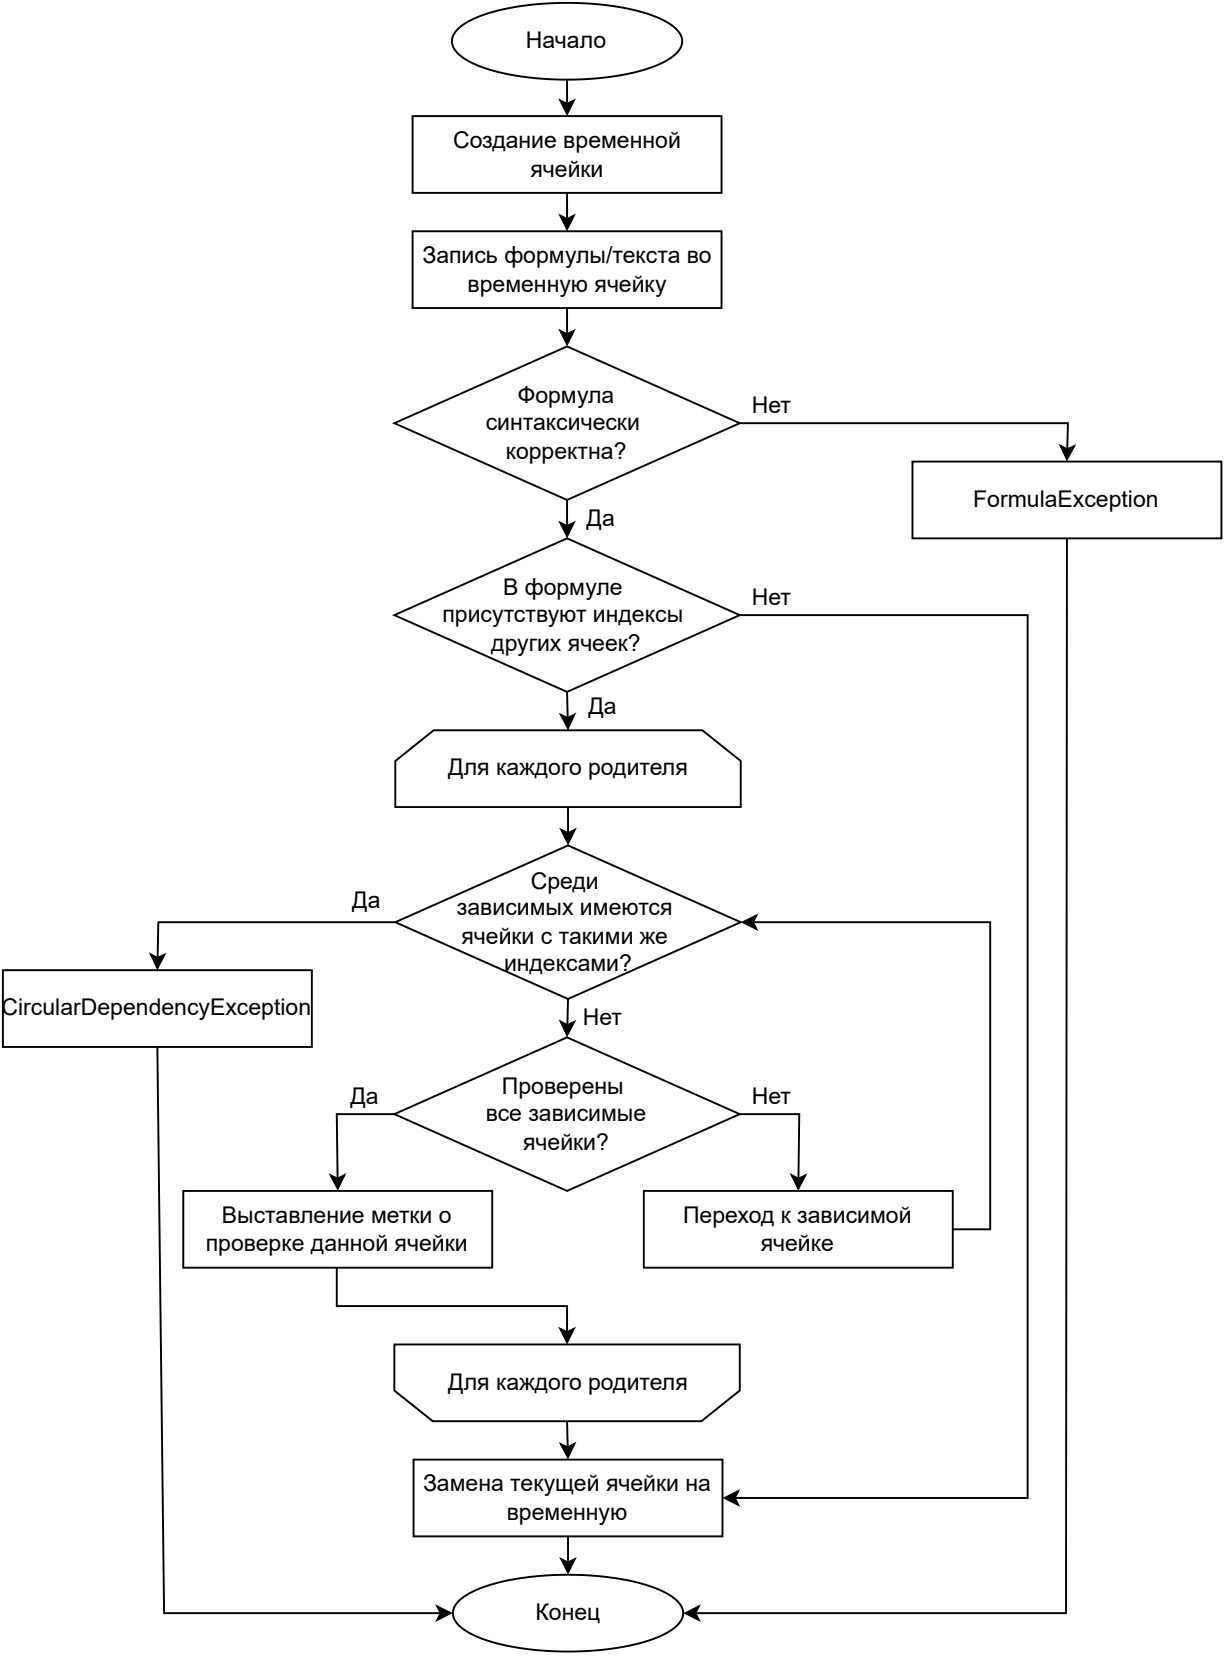 Начало
Создание временной
ячейки
Запись формулы/текста во
временную ячейку
Формула
синтаксически
корректна?
Нет
FormulaException
Да
В формуле
присутствуют индексы
других ячеек?
Нет
Да
Для каждого родителя
Среди
зависимых имеются
ячейки с такими же
индексами?
Да
CircularDependencyException
Нет
Проверены
все зависимые
ячейки?
Да
Нет
Выставление метки о
проверке данной ячейки
Переход к зависимой
ячейке
Для каждого родителя
Замена текущей ячейки на
временную
Конец